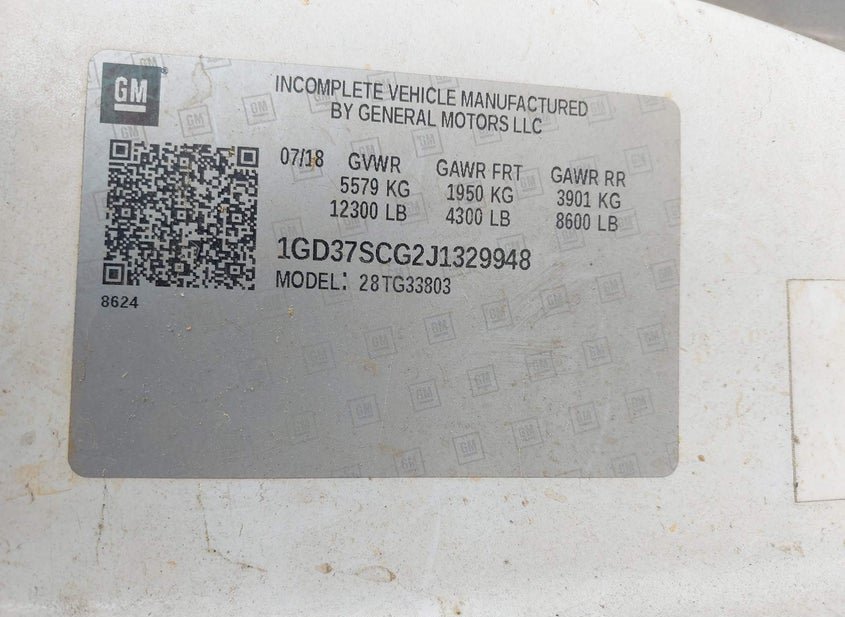 GM
INCOMPLETE VEHICLE MANUFACTURED
BY GENERAL MOTORS LLC
07/18 GVWR GAWR FRT GAWR RR
5579 KG 1950 KG 3901 KG
12300 LB 4300 LB 8600 LB
1GD37SCG2J1329948
MODEL: 28TG33803
8624